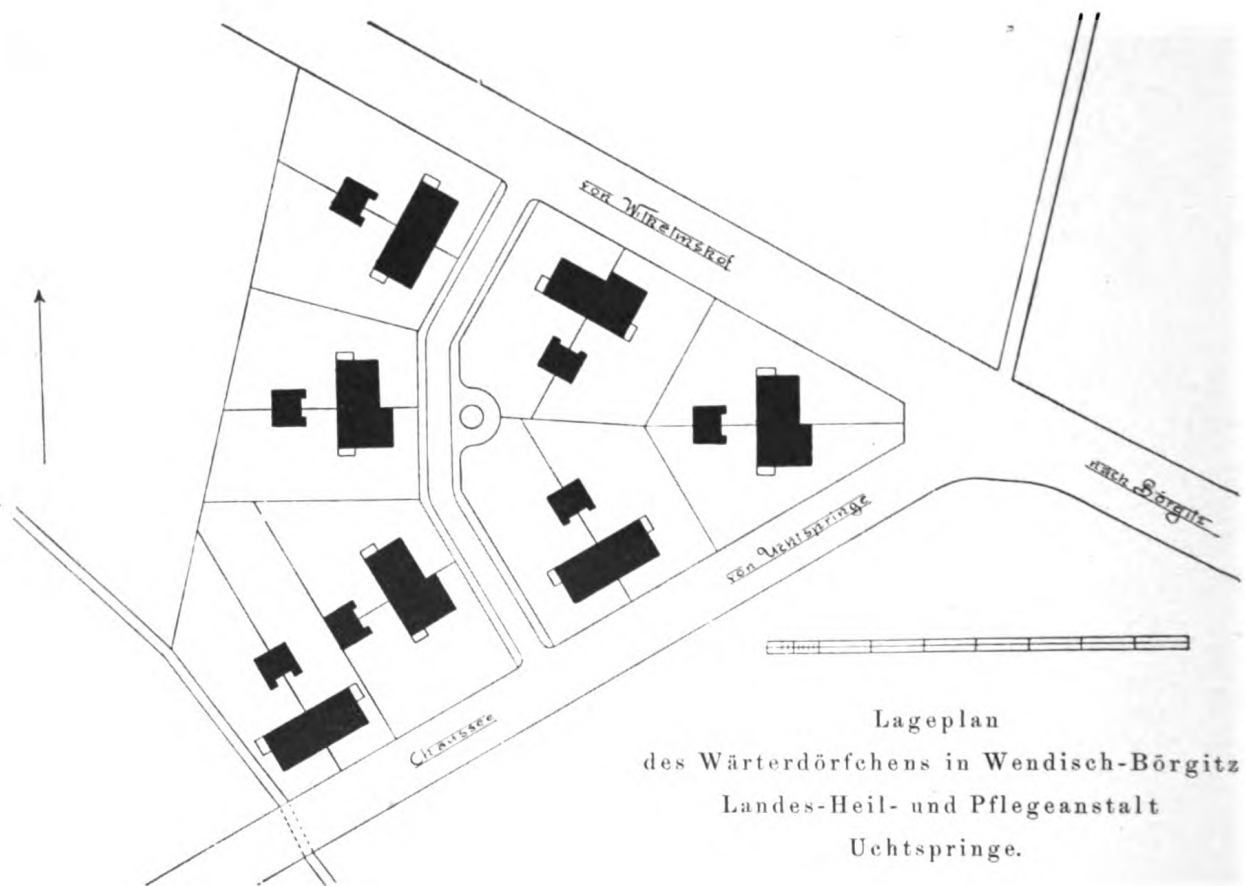 von Wilhelmshof
nach Börgitz
von Uchtspringe
Chaussee
Lageplan
des Wärterdörfchens in Wendisch-Börgitz
Landes-Heil- und Pflegeanstalt
Uchtspringe.